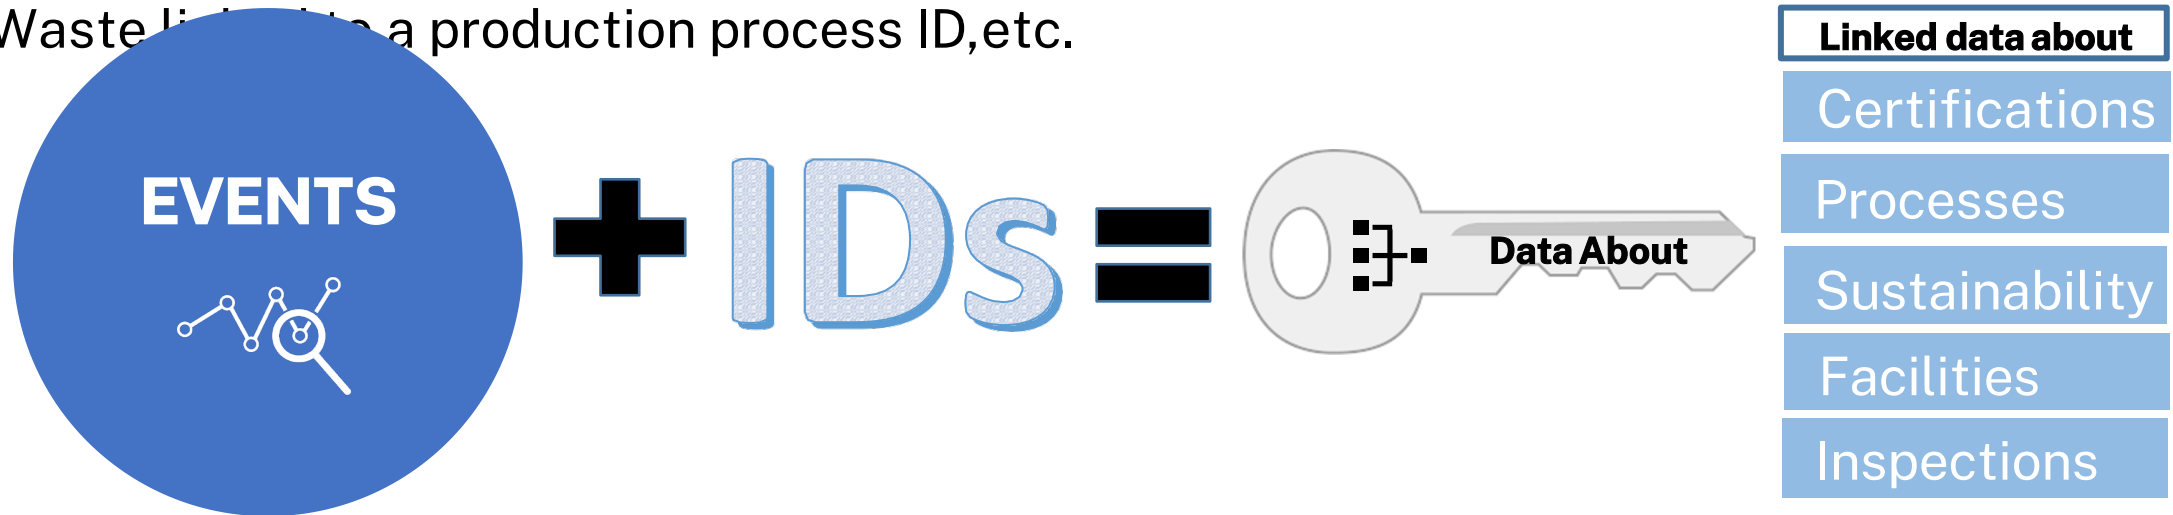 Waste a production process ID,etc.
EVENTS
IDs
Data About
Linked data about
Certifications
Processes
Sustainability
Facilities
Inspections